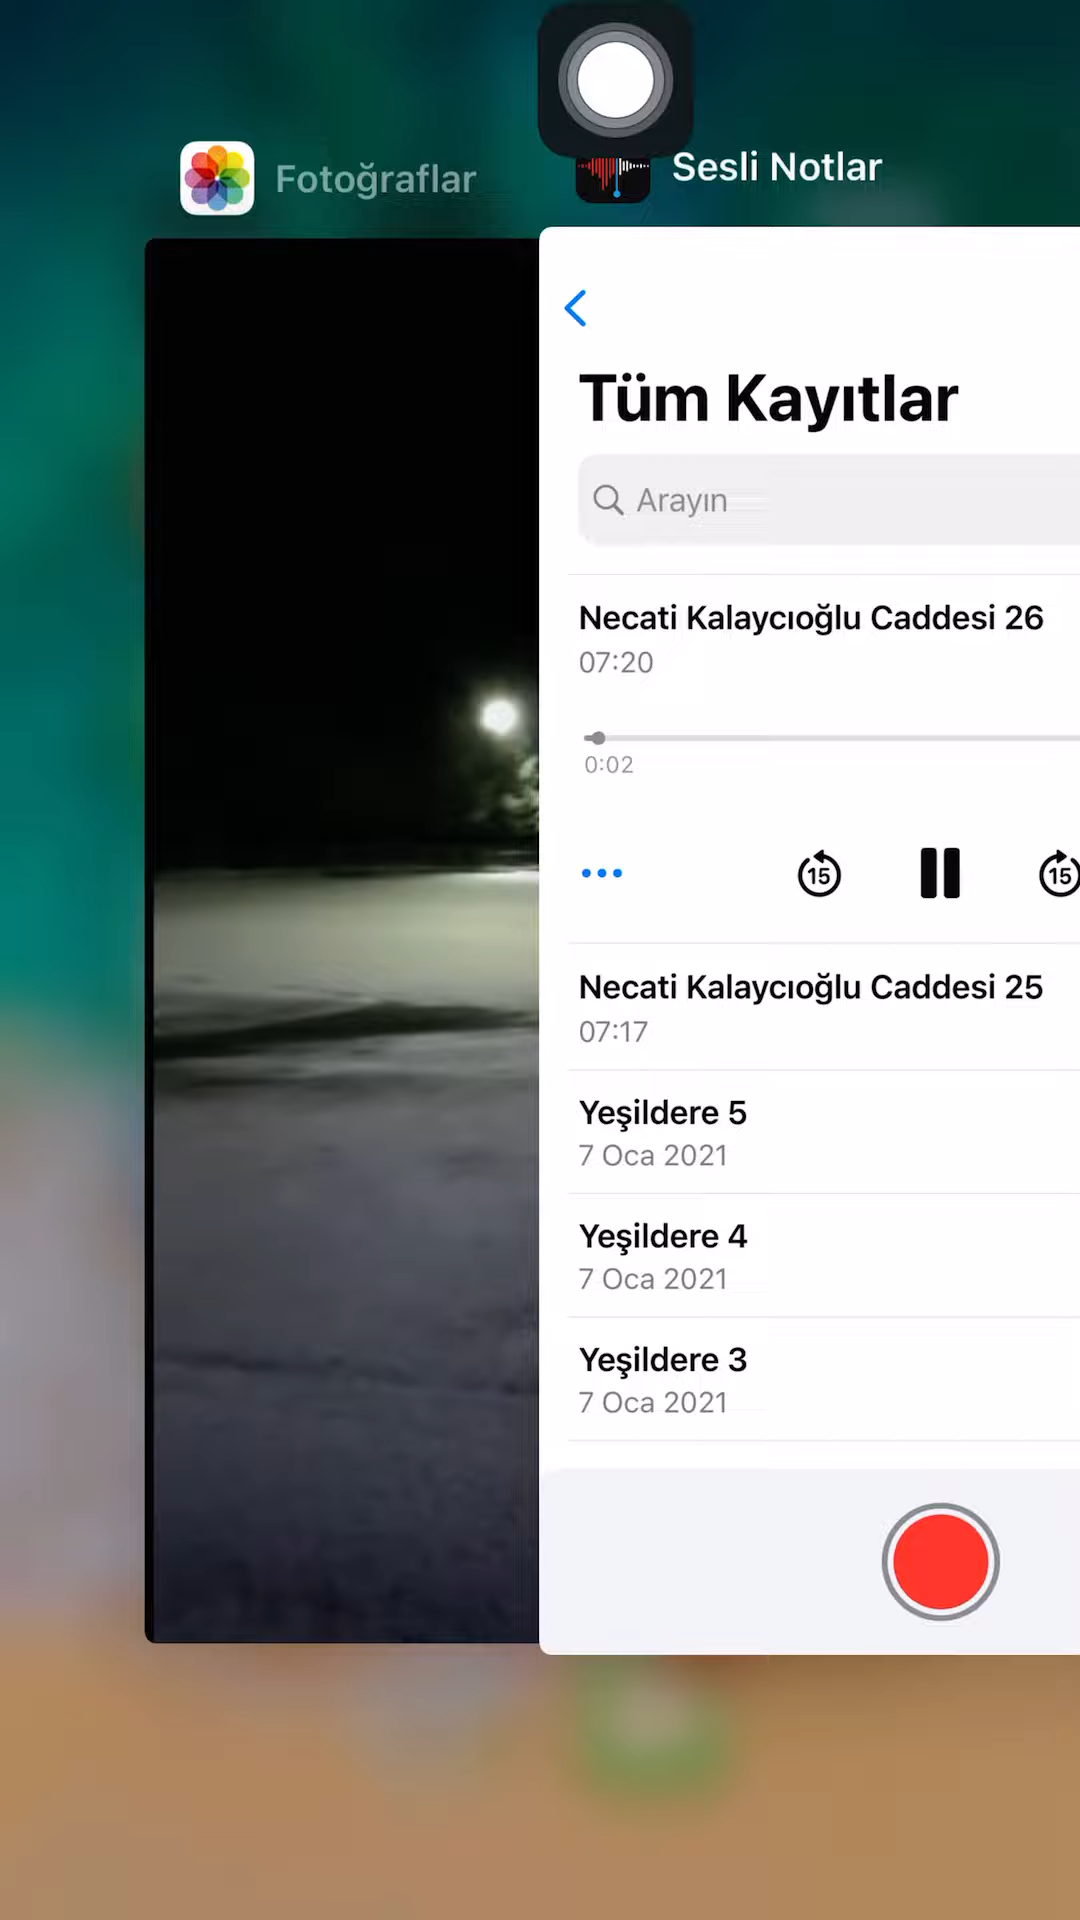 Fotoğraflar
Sesli Notlar
Tüm Kayıtlar
Arayın
Necati Kalaycıoğlu Caddesi 26
07:20
0:02
15
15
Necati Kalaycıoğlu Caddesi 25
07:17
Yeşildere 5
7 Oca 2021
Yeşildere 4
7 Oca 2021
Yeşildere 3
7 Oca 2021